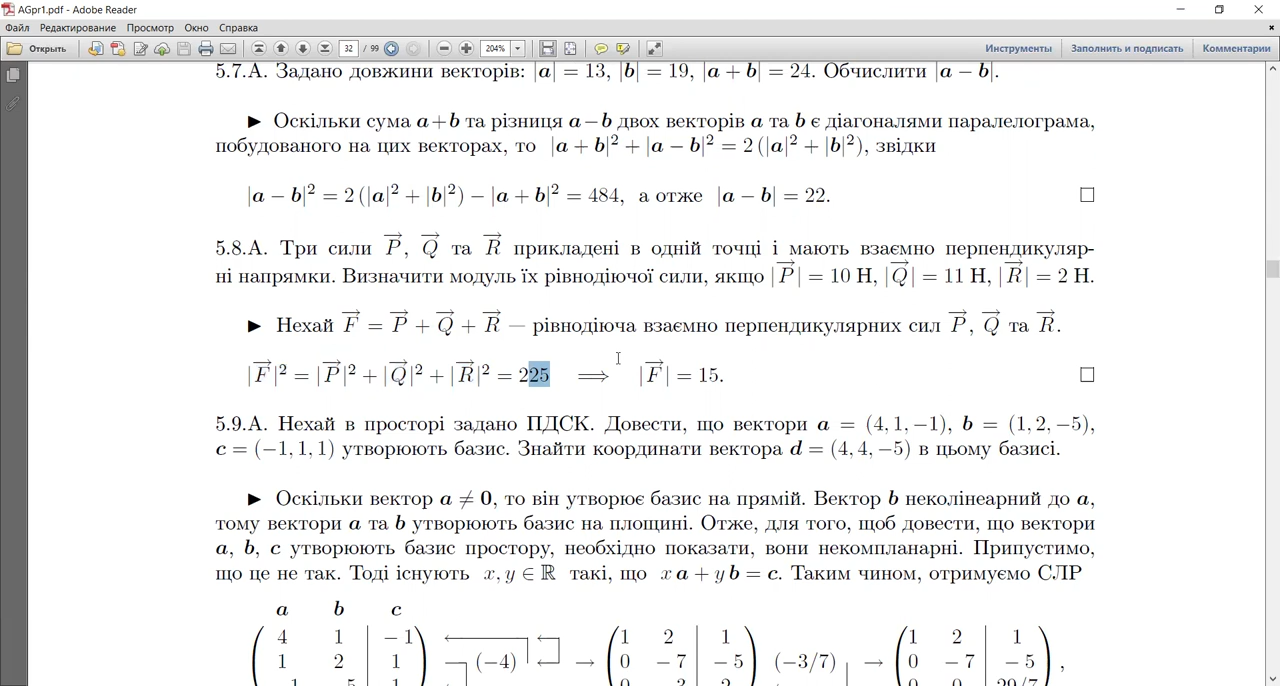 AGpr1.pdf - Adobe Reader
Файл Редактирование Просмотр Окно Справка
Открыть 32 / 99 204% Инструменты Заполнить и подписать Комментарии
5.7.А. Задано довжини векторів: |a| = 13, |b| = 19, |a + b| = 24. Обчислити |a − b|.
► Оскільки сума a+b та різниця a−b двох векторів a та b є діагоналями паралелограма,
побудованого на цих векторах, то |a + b|² + |a − b|² = 2 (|a|² + |b|²), звідки
|a − b|² = 2 (|a|² + |b|²) − |a + b|² = 484, а отже |a − b| = 22. □
5.8.А. Три сили P⃗, Q⃗ та R⃗ прикладені в одній точці і мають взаємно перпендикуляр-
ні напрямки. Визначити модуль їх рівнодіючої сили, якщо |P⃗| = 10 Н, |Q⃗| = 11 Н, |R⃗| = 2 Н.
► Нехай F⃗ = P⃗ + Q⃗ + R⃗ — рівнодіюча взаємно перпендикулярних сил P⃗, Q⃗ та R⃗.
|F⃗|² = |P⃗|² + |Q⃗|² + |R⃗|² = 225 ⟹ |F⃗| = 15. □
5.9.А. Нехай в просторі задано ПДСК. Довести, що вектори a = (4, 1, −1), b = (1, 2, −5),
c = (−1, 1, 1) утворюють базис. Знайти координати вектора d = (4, 4, −5) в цьому базисі.
► Оскільки вектор a ≠ 0, то він утворює базис на прямій. Вектор b неколінеарний до a,
тому вектори a та b утворюють базис на площині. Отже, для того, щоб довести, що вектори
a, b, c утворюють базис простору, необхідно показати, вони некомпланарні. Припустимо,
що це не так. Тоді існують x, y ∈ ℝ такі, що x a + y b = c. Таким чином, отримуємо СЛР
a b c
4 1 | −1 1 2 | 1 1 2 | 1
1 2 | 1 (−4) → 0 −7 | −5 (−3/7) → 0 −7 | −5 ,